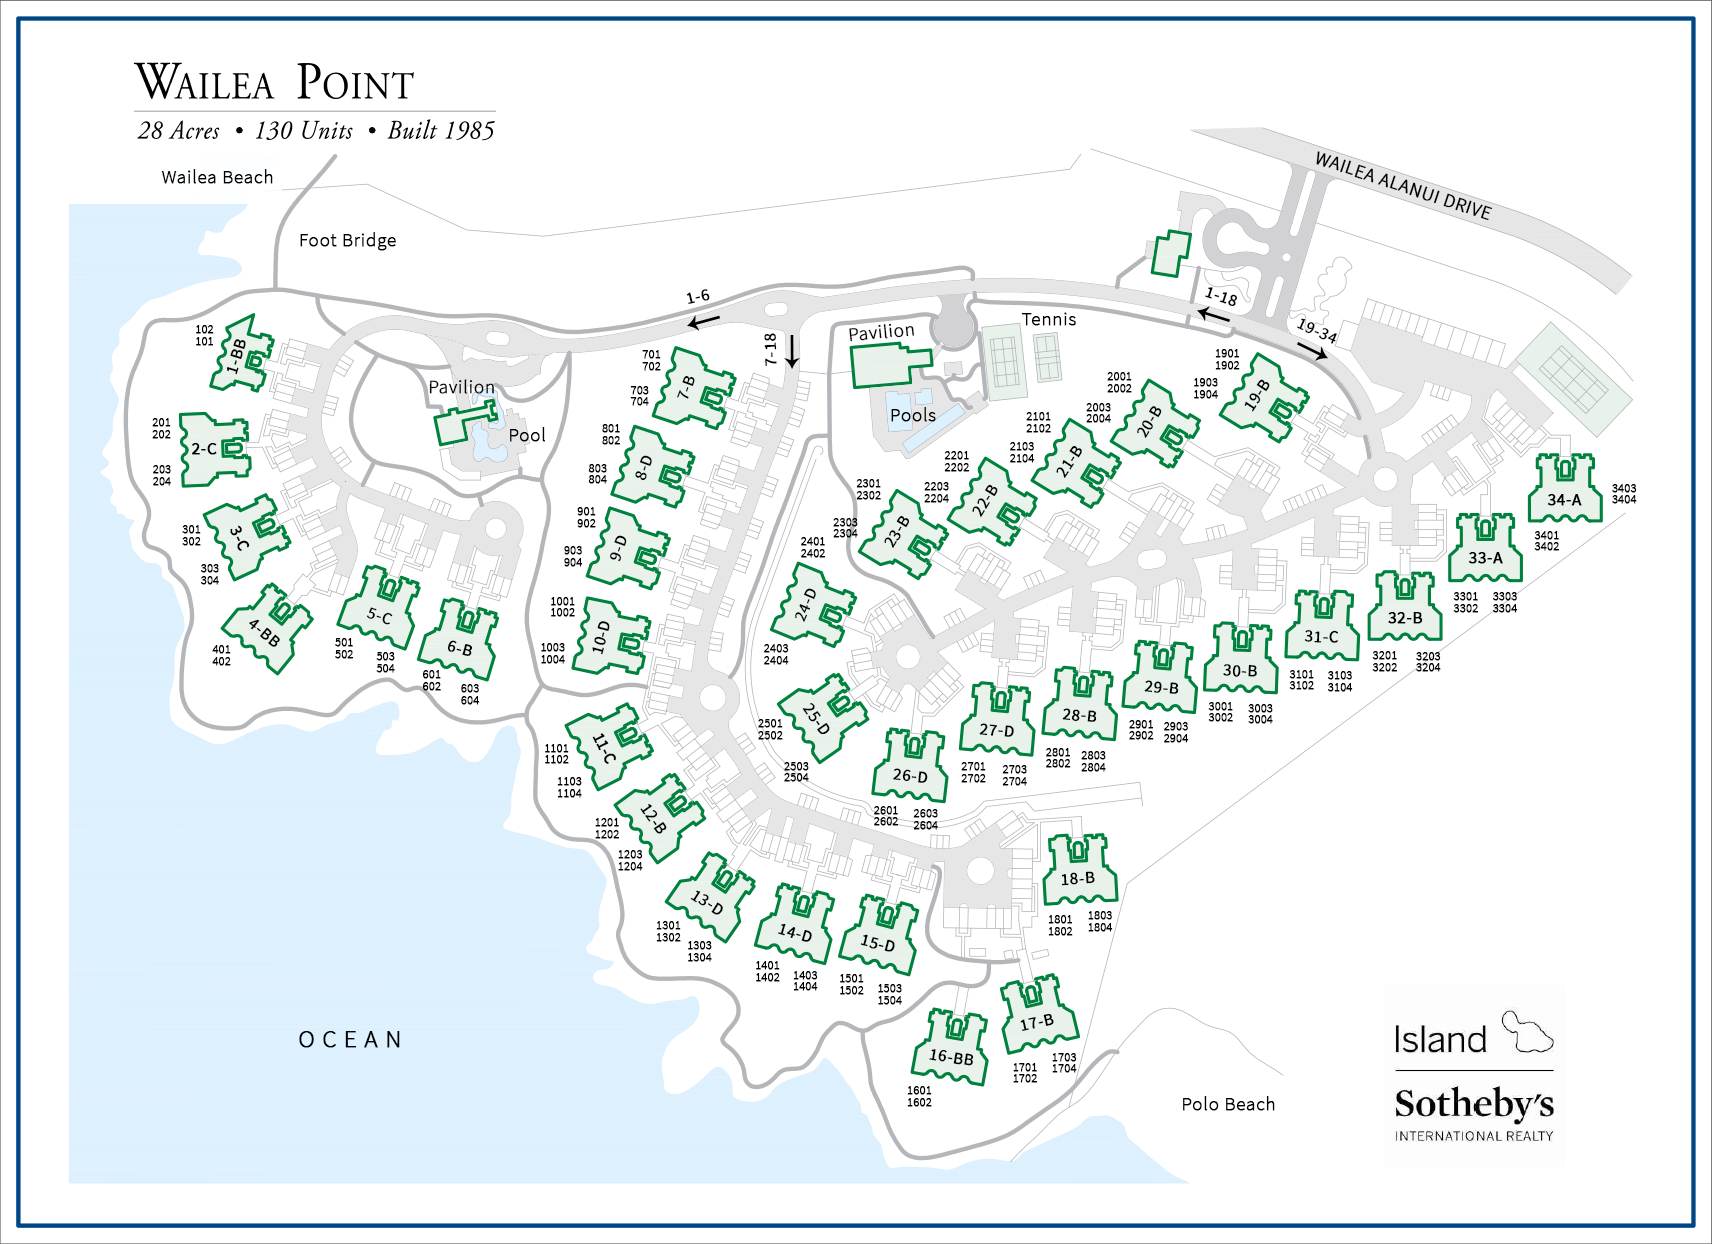 WAILEA POINT
28 Acres • 130 Units • Built 1985
Wailea Beach
Foot Bridge
WAILEA ALANUI DRIVE
1-6
1-18
19-34
7-18
Pavilion
Tennis
Pools
Pavilion
Pool
102
101
1-BB
201
202
2-C
203
204
301
302
3-C
303
304
4-BB
401
402
5-C
501
502
503
504
6-B
601
602
603
604
701
702
7-B
703
704
801
802
8-D
803
804
901
902
9-D
903
904
1001
1002
10-D
1003
1004
11-C
1101
1102
1103
1104
12-B
1201
1202
1203
1204
13-D
1301
1302
1303
1304
14-D
1401
1402
1403
1404
15-D
1501
1502
1503
1504
16-BB
1601
1602
17-B
1701
1702
1703
1704
18-B
1801
1802
1803
1804
1901
1902
1903
1904
19-B
2001
2002
2003
2004
20-B
2101
2102
2103
2104
21-B
2201
2202
2203
2204
22-B
2301
2302
2303
2304
23-B
2401
2402
24-D
2403
2404
25-D
2501
2502
2503
2504
26-D
2601
2602
2603
2604
27-D
2701
2702
2703
2704
28-B
2801
2802
2803
2804
29-B
2901
2902
2903
2904
30-B
3001
3002
3003
3004
31-C
3101
3102
3103
3104
32-B
3201
3202
3203
3204
33-A
3301
3302
3303
3304
34-A
3403
3404
3401
3402
OCEAN
Polo Beach
Island
Sotheby's
INTERNATIONAL REALTY